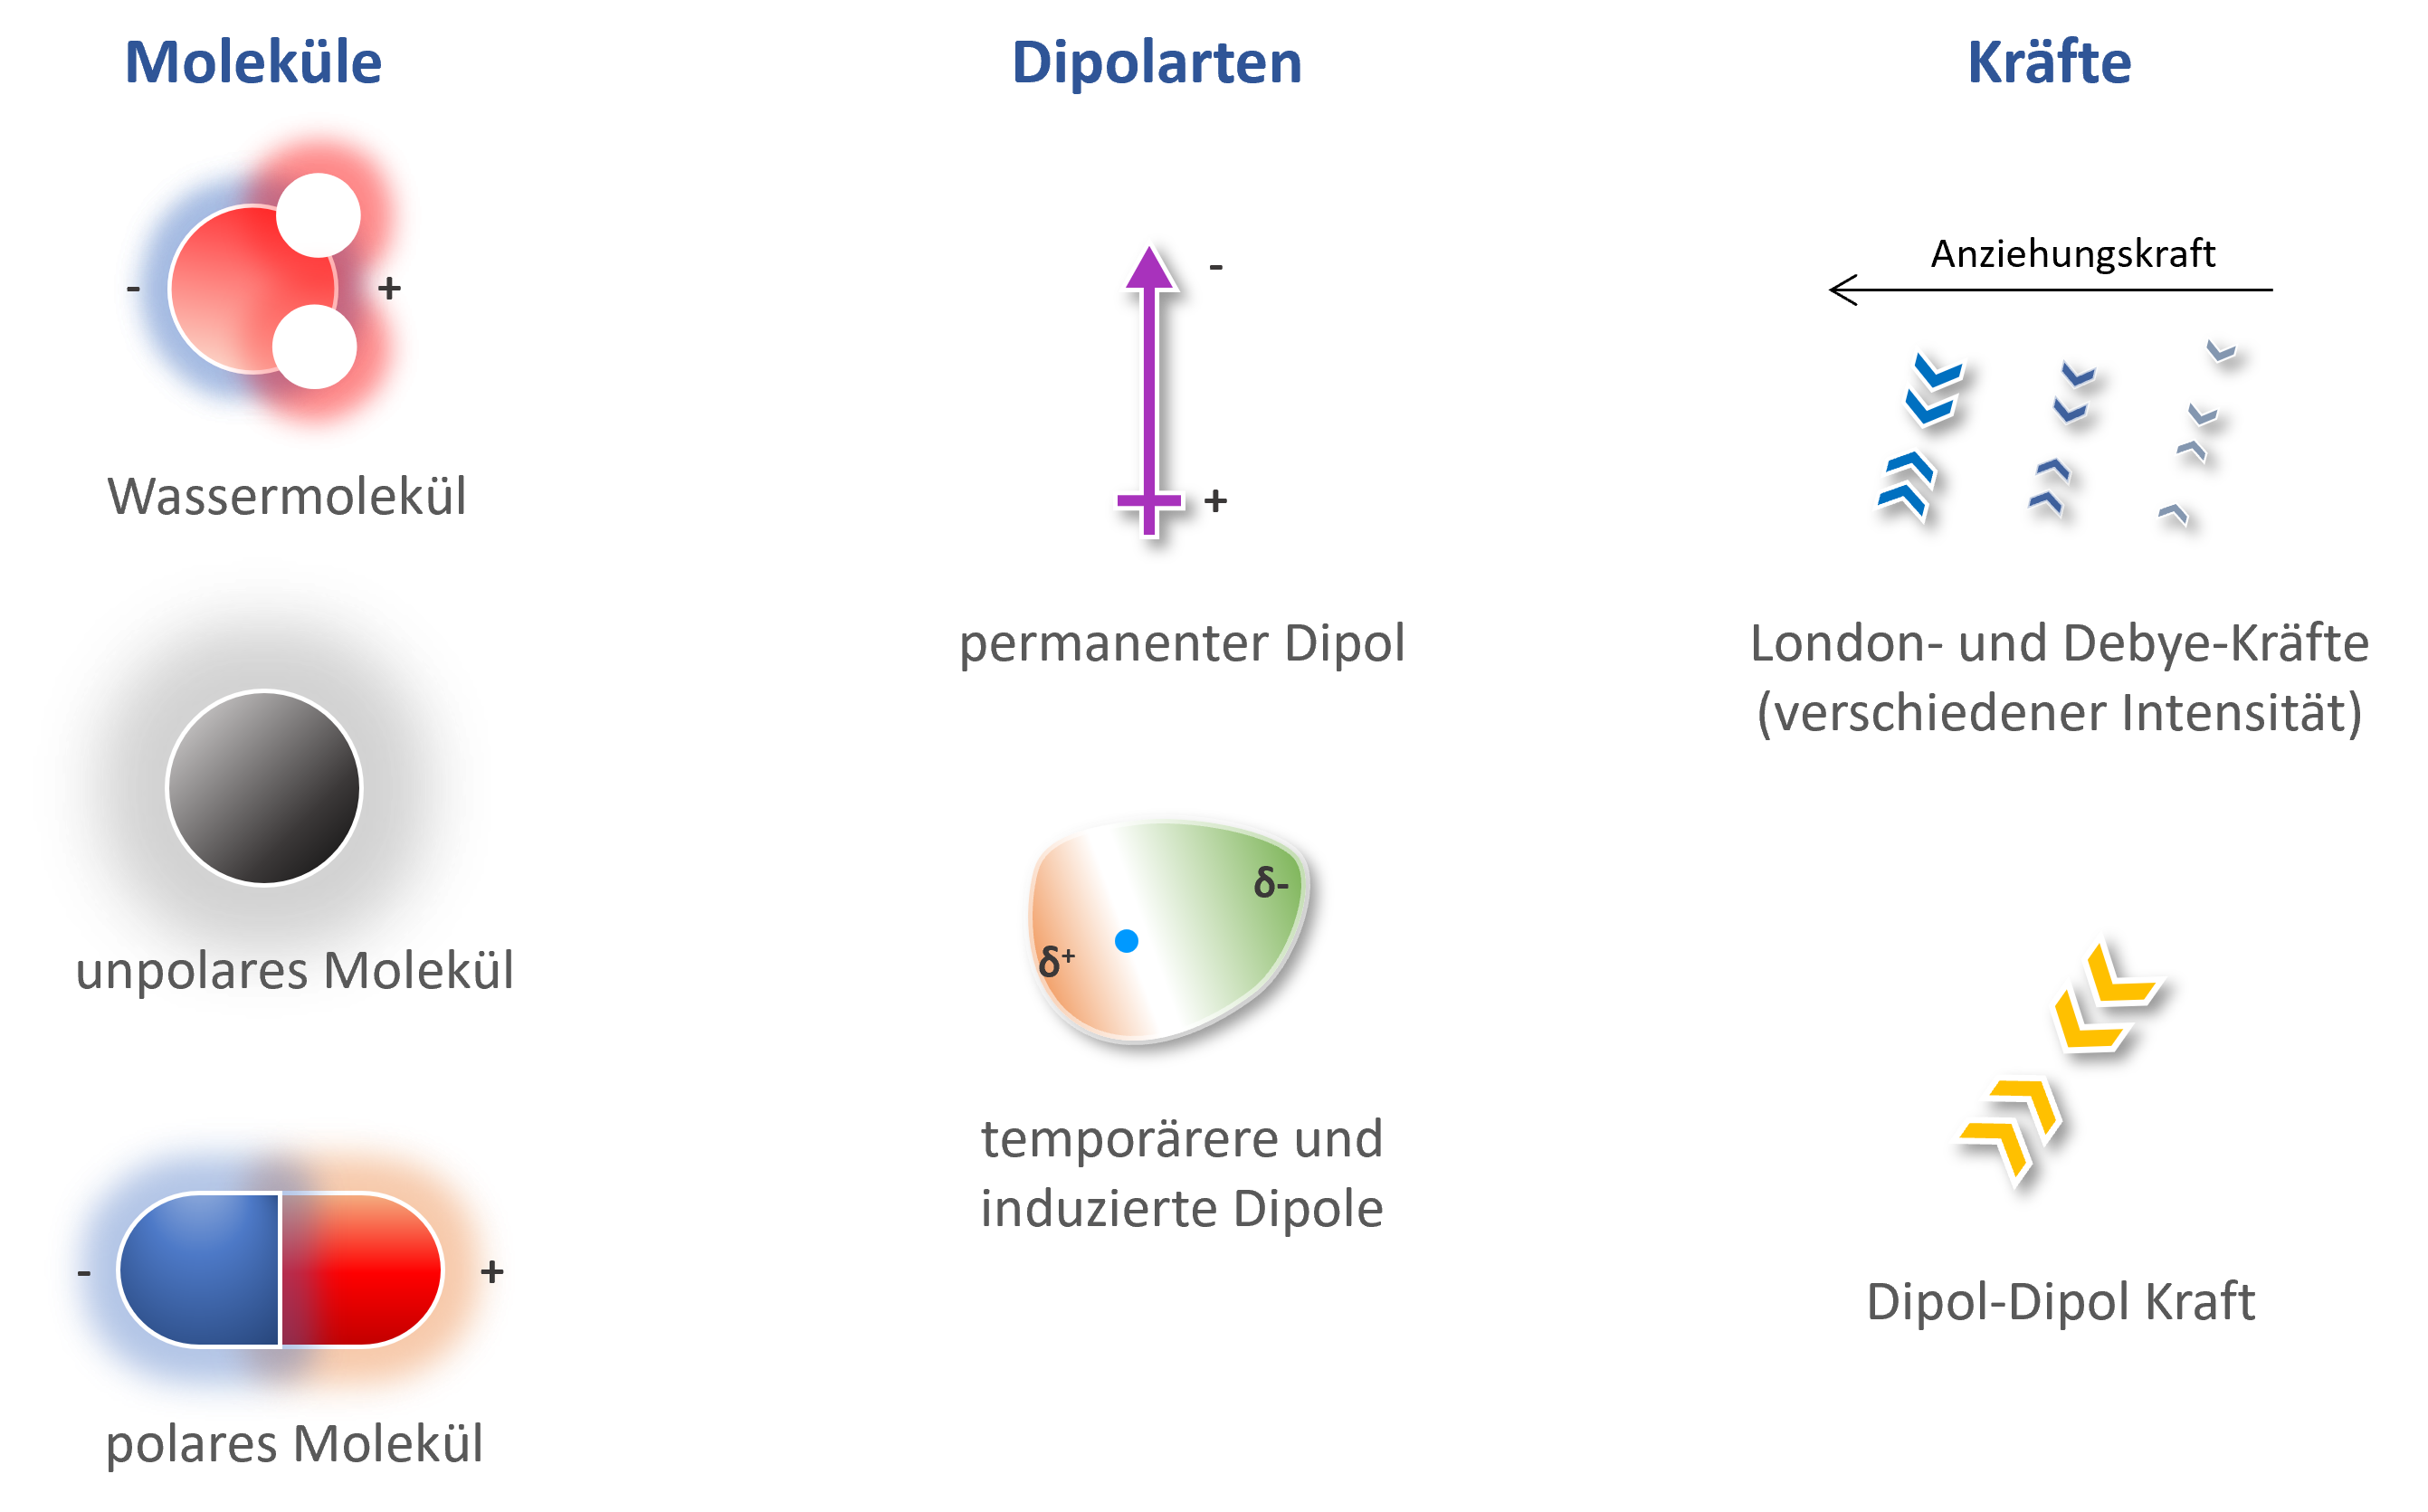 Moleküle
- +
Wassermolekül
unpolares Molekül
- +
polares Molekül
Dipolarten
-
+
permanenter Dipol
δ-
δ+
temporärere und
induzierte Dipole
Kräfte
Anziehungskraft
London- und Debye-Kräfte
(verschiedener Intensität)
Dipol-Dipol Kraft